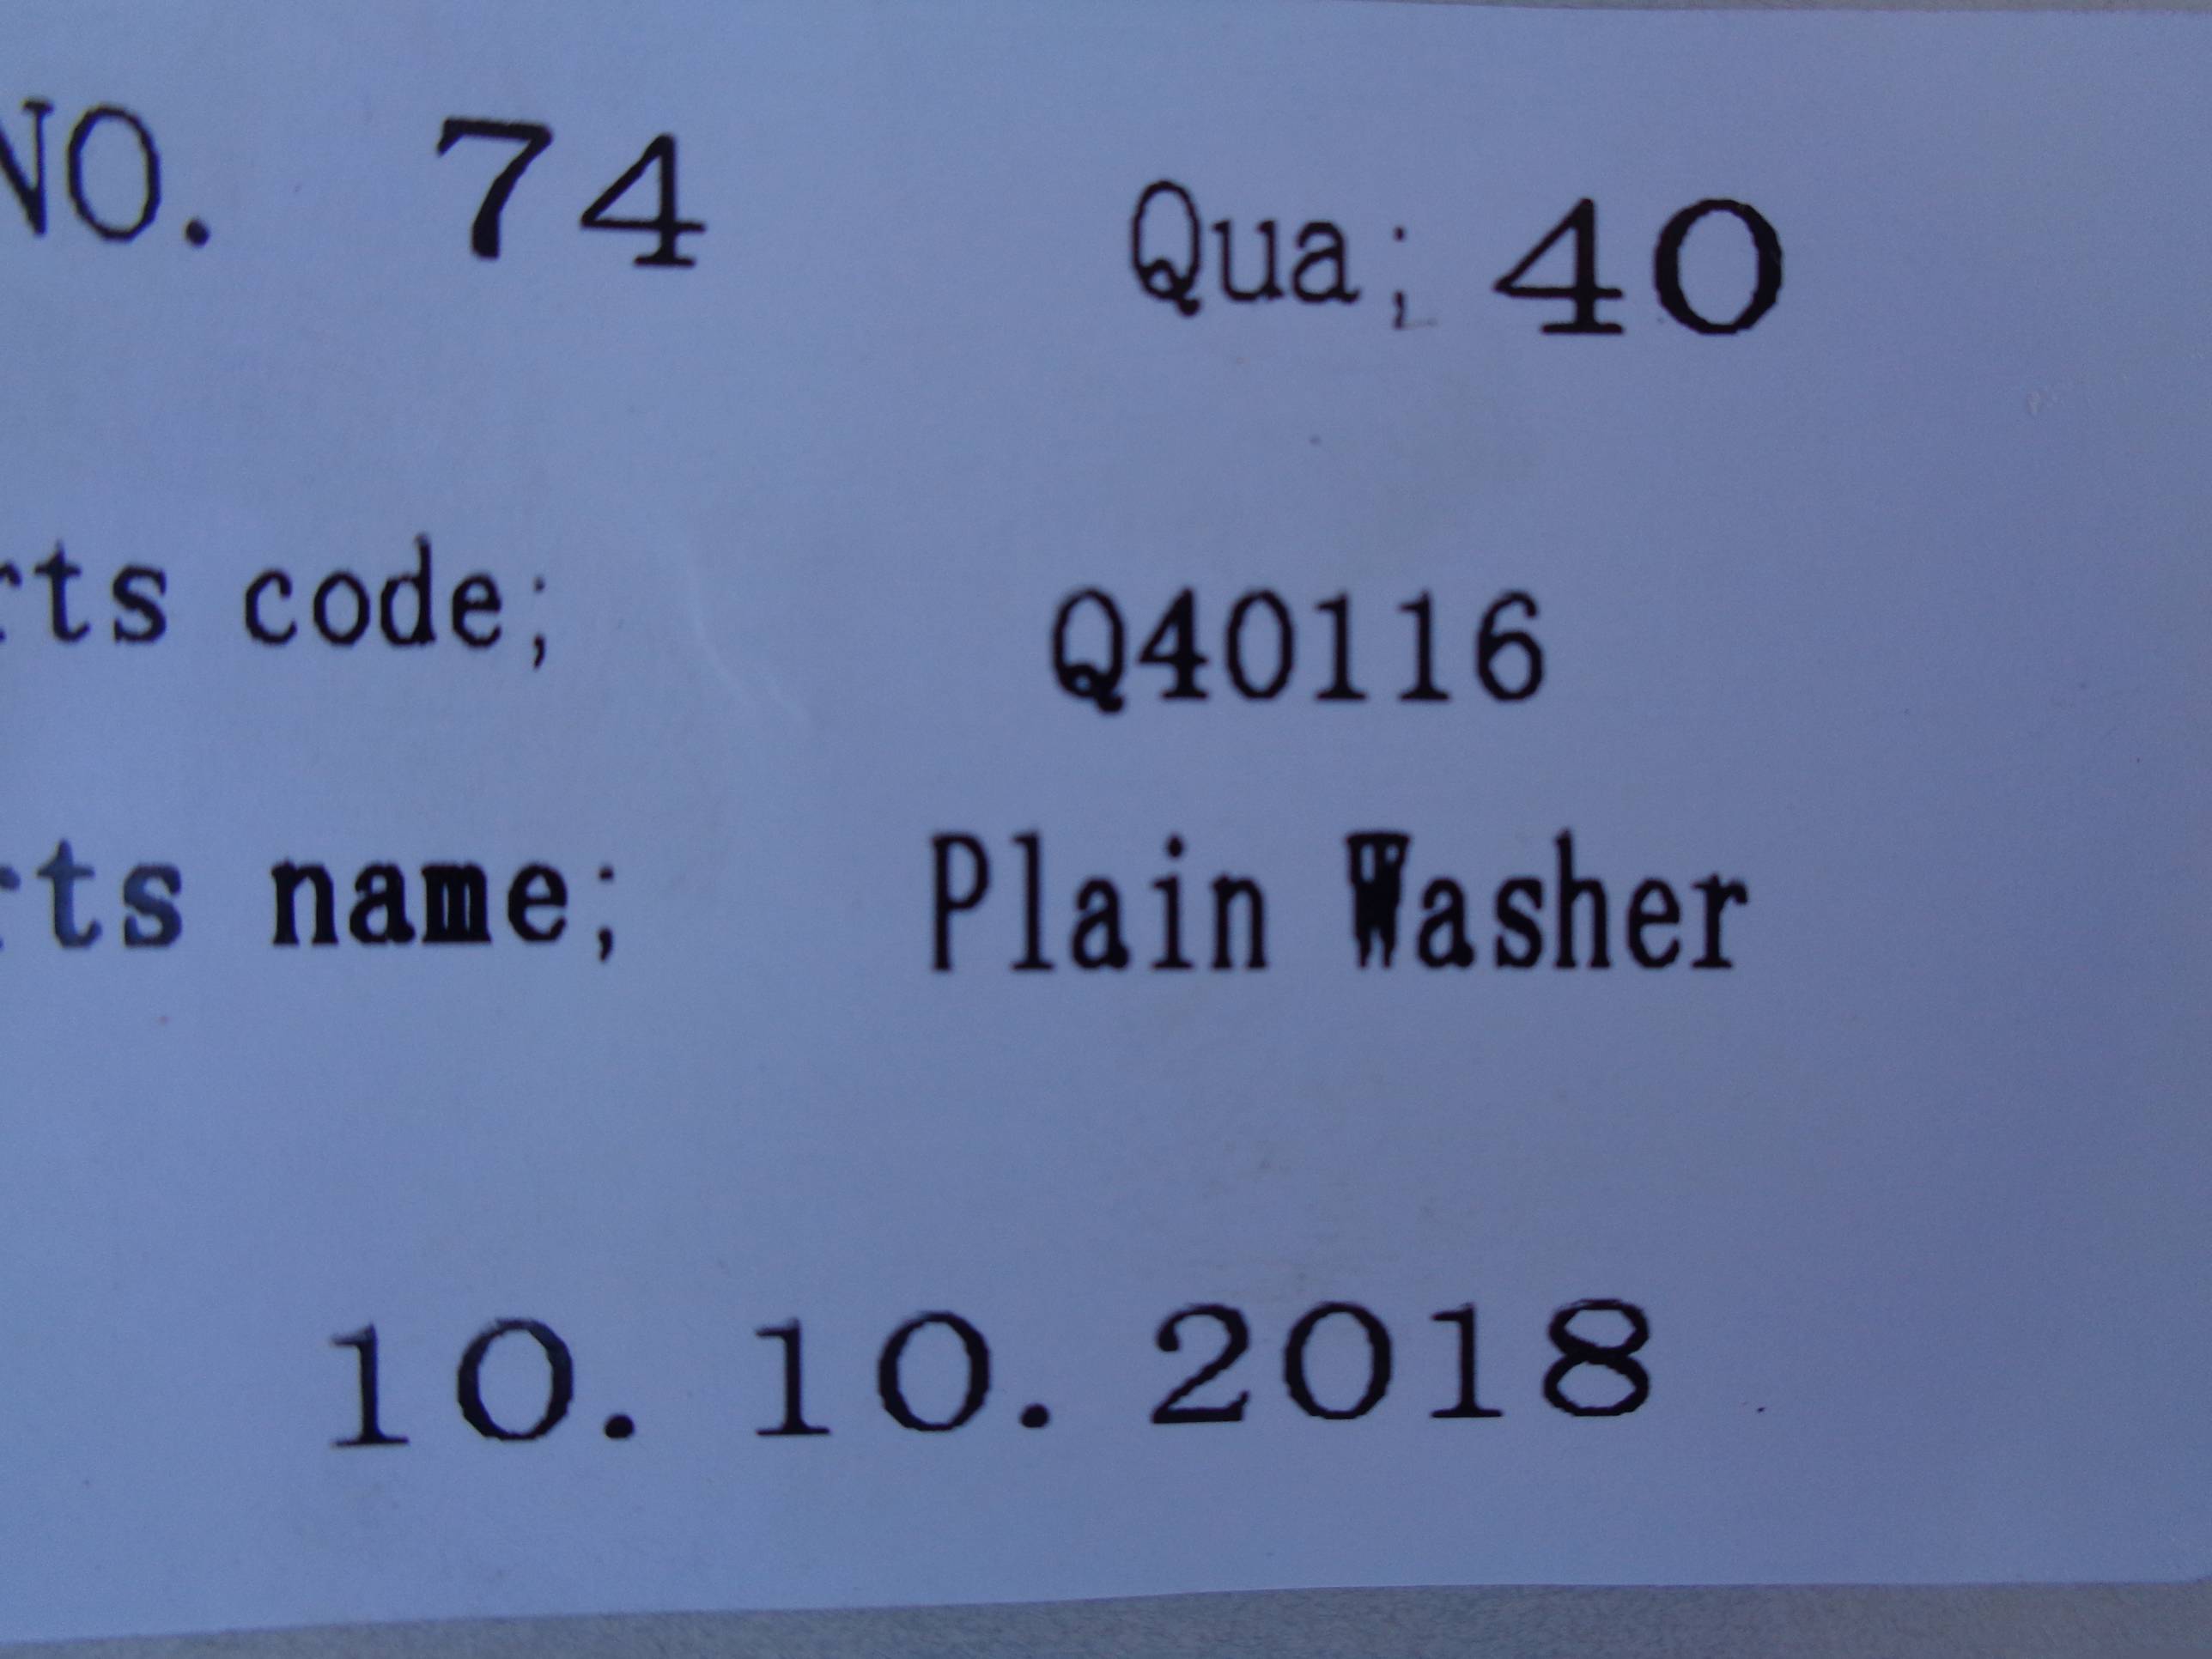 NO. 74 Qua; 40
rts code; Q40116
rts name; Plain Washer
10. 10. 2018